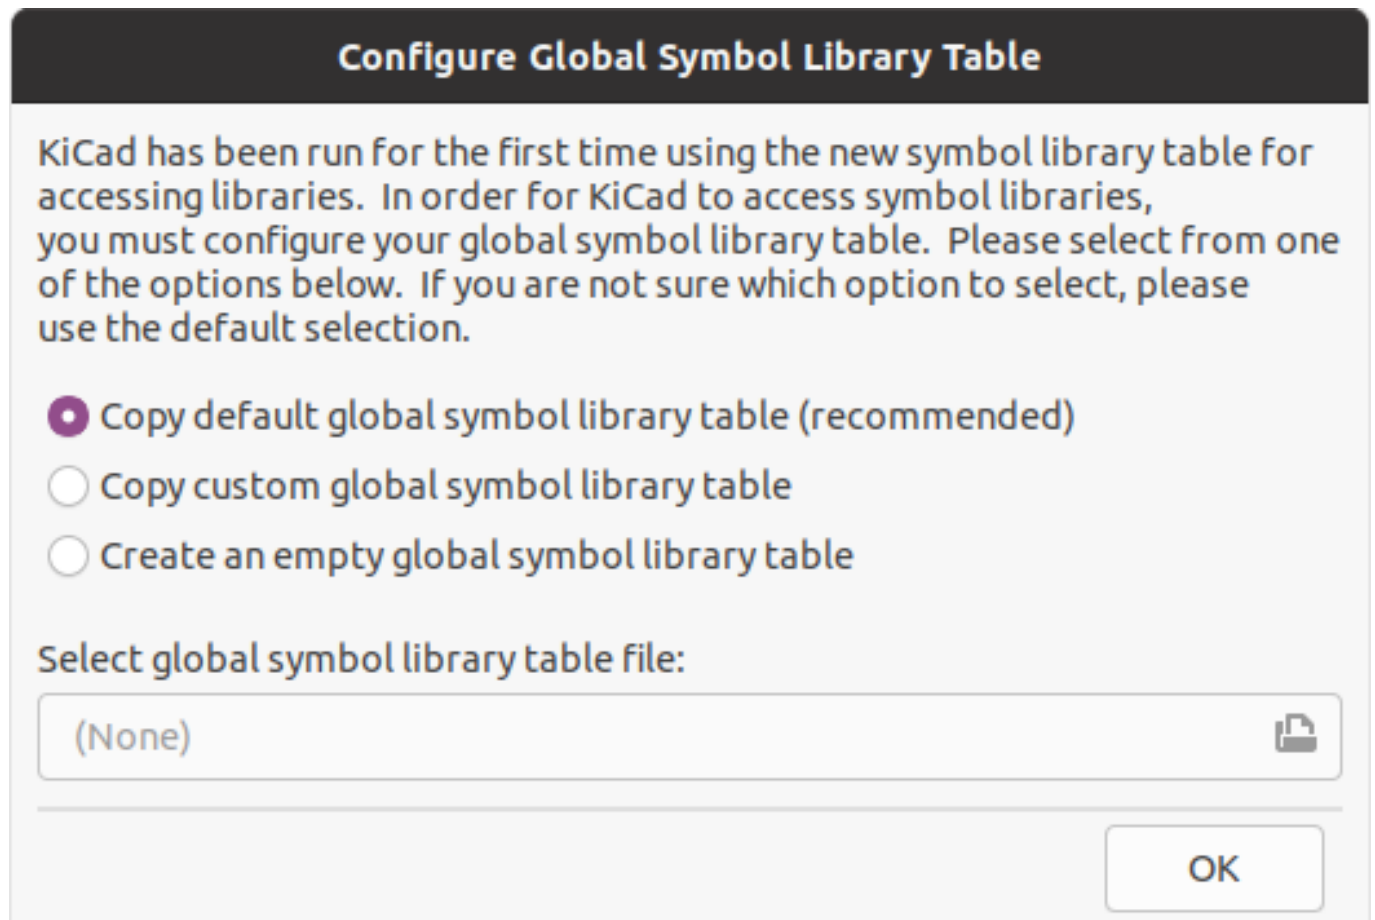 Configure Global Symbol Library Table
KiCad has been run for the first time using the new symbol library table for
accessing libraries.  In order for KiCad to access symbol libraries,
you must configure your global symbol library table.  Please select from one
of the options below.  If you are not sure which option to select, please
use the default selection.
Copy default global symbol library table (recommended)
Copy custom global symbol library table
Create an empty global symbol library table
Select global symbol library table file:
(None)
OK